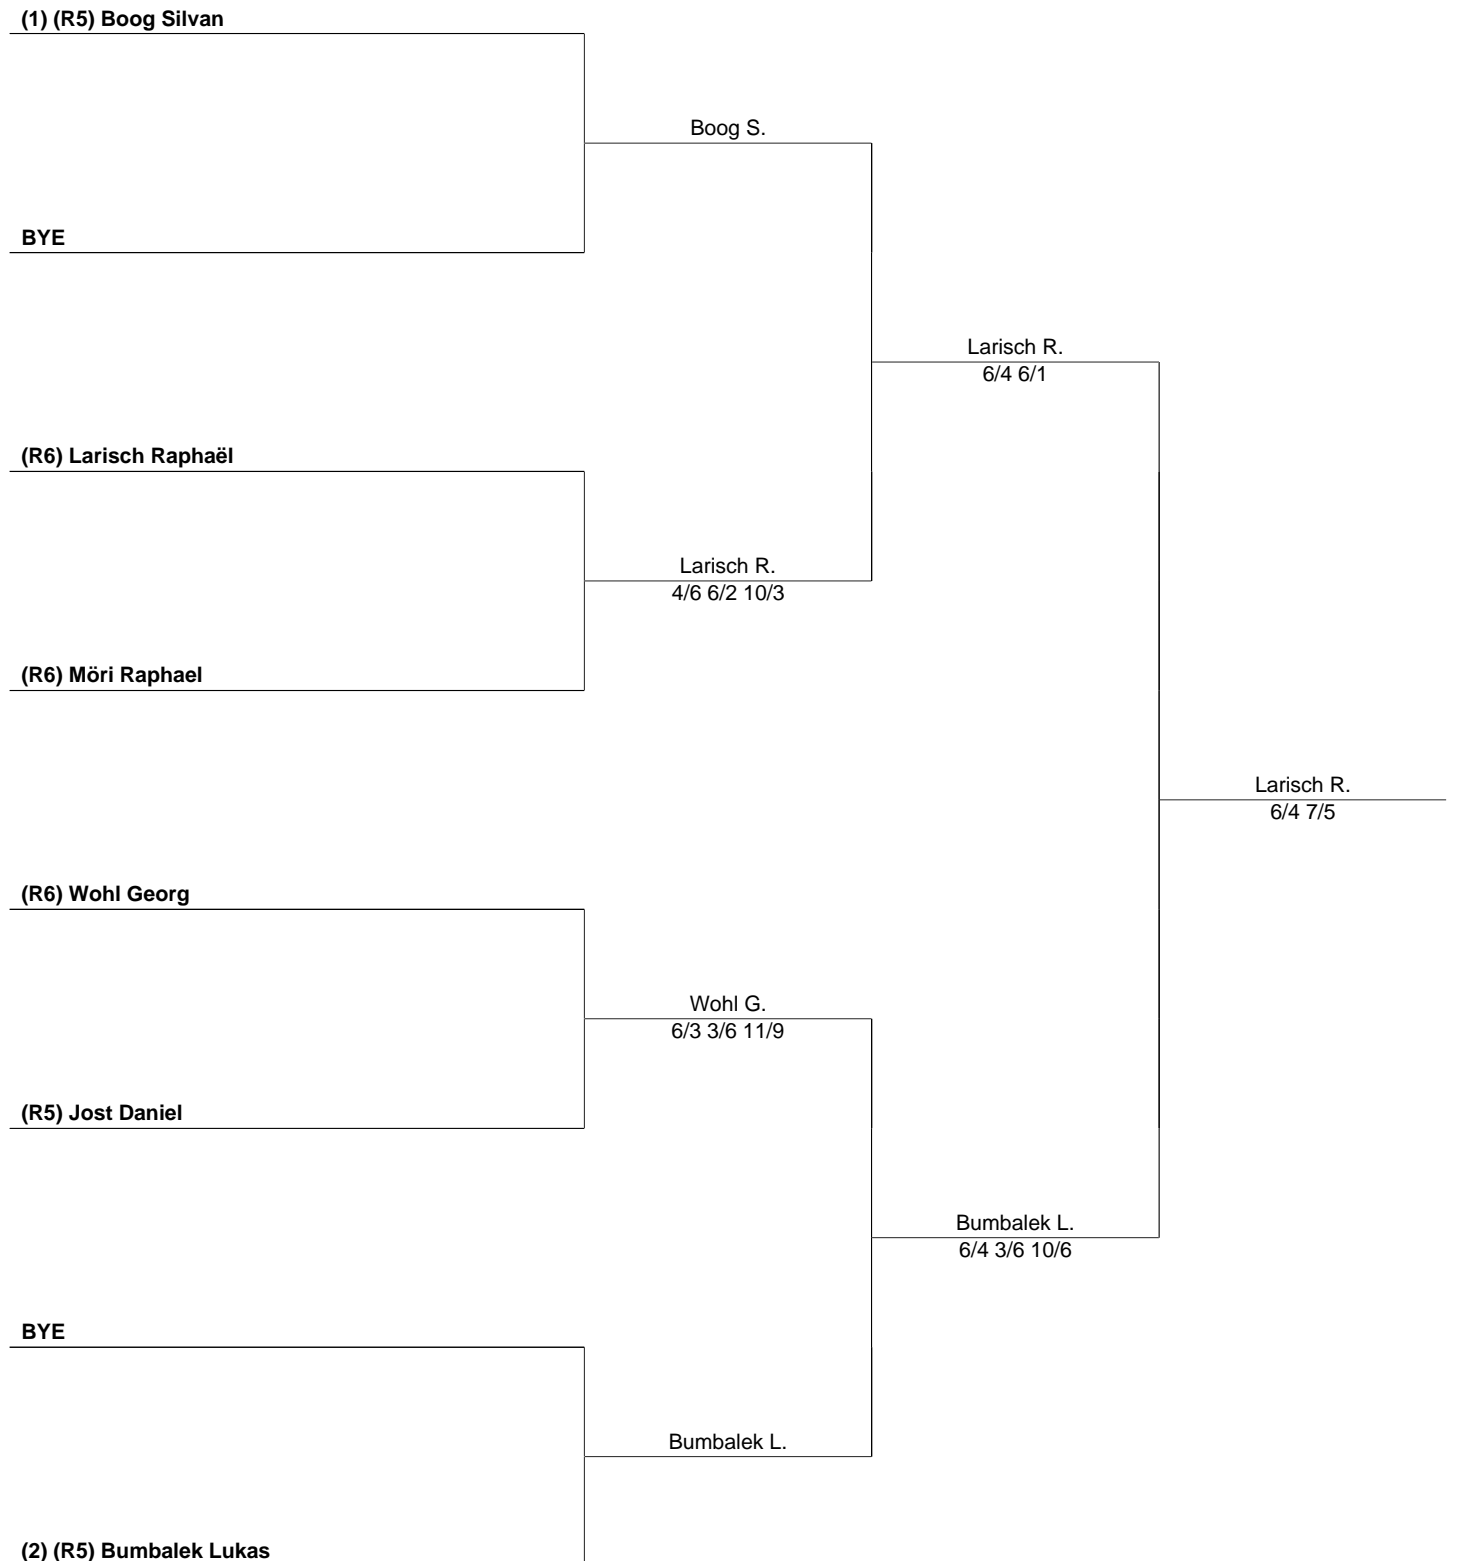 (1) (R5) Boog Silvan
Boog S.
BYE
Larisch R.
6/4 6/1
(R6) Larisch Raphaël
Larisch R.
4/6 6/2 10/3
(R6) Möri Raphael
Larisch R.
6/4 7/5
(R6) Wohl Georg
Wohl G.
6/3 3/6 11/9
(R5) Jost Daniel
Bumbalek L.
6/4 3/6 10/6
BYE
Bumbalek L.
(2) (R5) Bumbalek Lukas